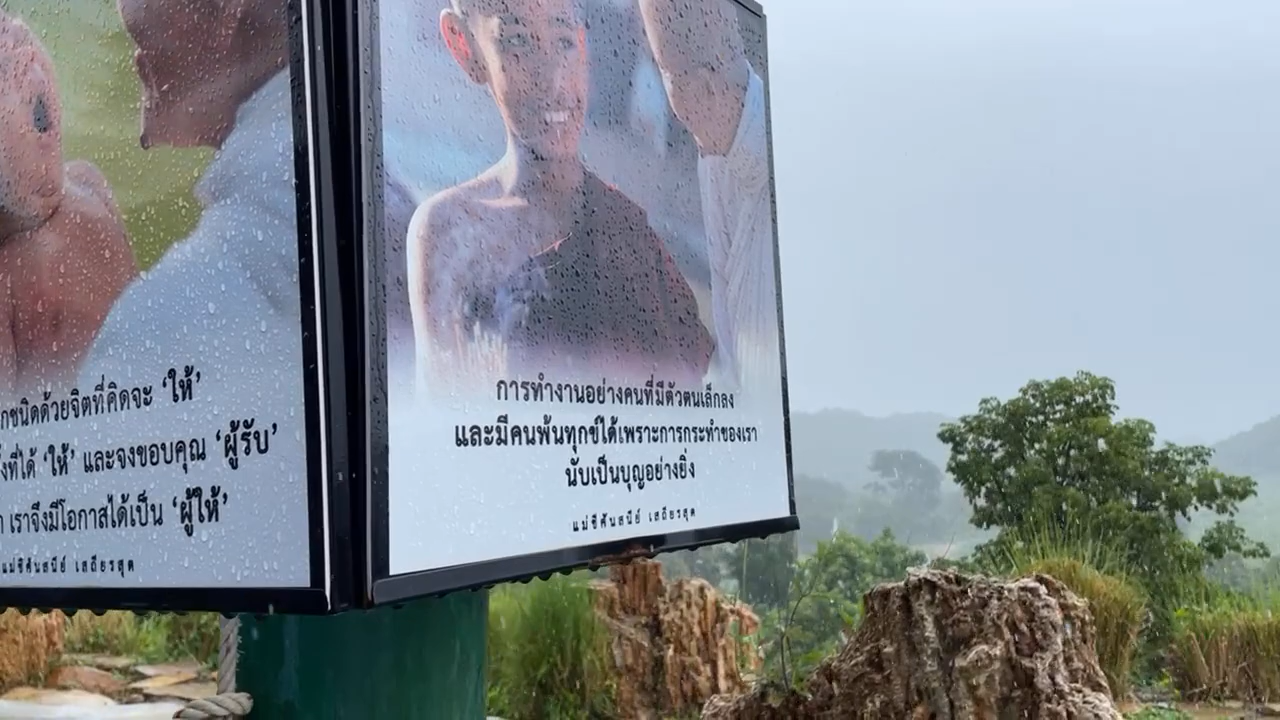 กชนิดด้วยจิตที่คิดจะ ‘ให้’
ที่ได้ ‘ให้’ และจงขอบคุณ ‘ผู้รับ’
เราจึงมีโอกาสได้เป็น ‘ผู้ให้’
แม่ชีศันสนีย์ เสถียรสุต
การทำงานอย่างคนที่มีตัวตนเล็กลง
และมีคนพ้นทุกข์ได้เพราะการกระทำของเรา
นับเป็นบุญอย่างยิ่ง
แม่ชีศันสนีย์ เสถียรสุต